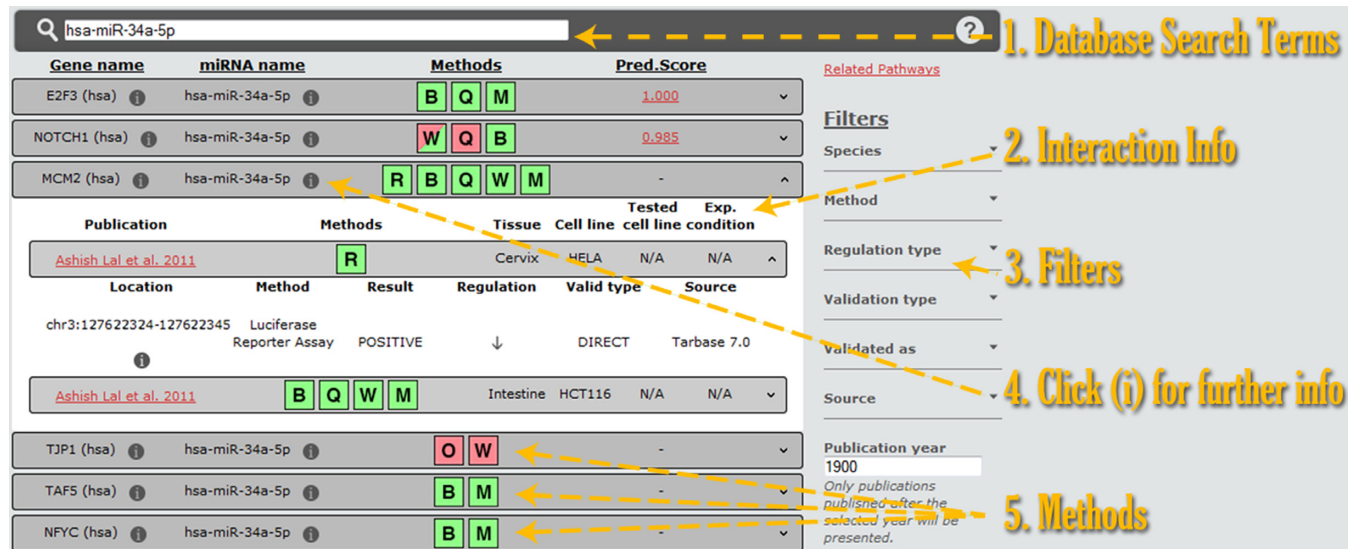 hsa-miR-34a-5p
?
1. Database Search Terms
Gene name miRNA name Methods Pred.Score
Related Pathways
E2F3 (hsa) i hsa-miR-34a-5p i B Q M 1.000
Filters
NOTCH1 (hsa) i hsa-miR-34a-5p i W Q B 0.985
Species
2. Interaction Info
MCM2 (hsa) i hsa-miR-34a-5p i R B Q W M -
Method
Publication Methods Tissue Cell line Tested cell line Exp. condition
Regulation type
Ashish Lal et al. 2011 R Cervix HELA N/A N/A
3. Filters
Location Method Result Regulation Valid type Source
Validation type
chr3:127622324-127622345 Luciferase
Reporter Assay POSITIVE ↓ DIRECT Tarbase 7.0
i
Validated as
Ashish Lal et al. 2011 B Q W M Intestine HCT116 N/A N/A
Source
4. Click (i) for further info
TJP1 (hsa) i hsa-miR-34a-5p i O W -
Publication year
1900
TAF5 (hsa) i hsa-miR-34a-5p i B M -
Only publications
published after the
selected year will be
presented.
5. Methods
NFYC (hsa) i hsa-miR-34a-5p i B M -